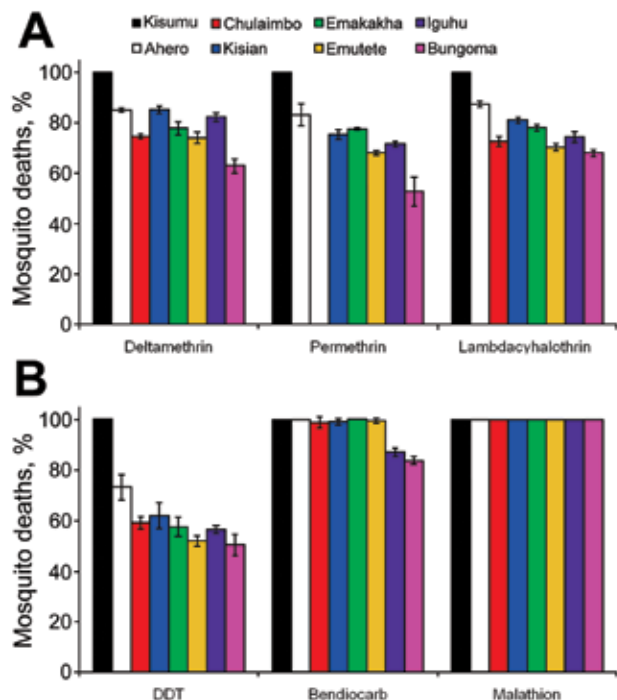 A
Kisumu Chulaimbo Emakakha Iguhu
Ahero Kisian Emutete Bungoma
Mosquito deaths, %
100
80
60
40
20
0
Deltamethrin Permethrin Lambdacyhalothrin
B
Mosquito deaths, %
100
80
60
40
20
0
DDT Bendiocarb Malathion